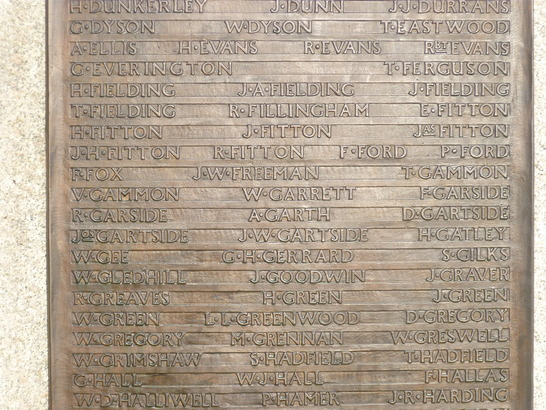 H·DUNKERLEY J·DUNN J·J·DURRANS
G·DYSON W·DYSON T·EASTWOOD
A·ELLIS H·EVANS R·EVANS RBT EVANS
G·EVERINGTON T·FERGUSON
H·FIELDING J·A·FIELDING J·FIELDING
T·FIELDING R·FILLINGHAM E·FITTON
H·FITTON J·FITTON JAS FITTON
J·H·FITTON R·FITTON F·FORD P·FORD
F·FOX J·W·FREEMAN T·GAMMON
V·GAMMON W·GARRETT F·GARSIDE
R·GARSIDE A·GARTH D·GARTSIDE
JOS GARTSIDE J·W·GARTSIDE H·GATLEY
W·GEE G·H·GERRARD S·GILKS
W·GLEDHILL J·GOODWIN J·GRAVER
R·GREAVES H·GREEN J·GREEN
W·GREEN L·L·GREENWOOD D·GREGORY
W·GREGORY M·GRENNAN W·GRESWELL
W·GRIMSHAW S·HADFIELD T·HADFIELD
G·HALL W·J·HALL F·HALLAS
W·D·HALLIWELL P·HAMER J·R·HARDING